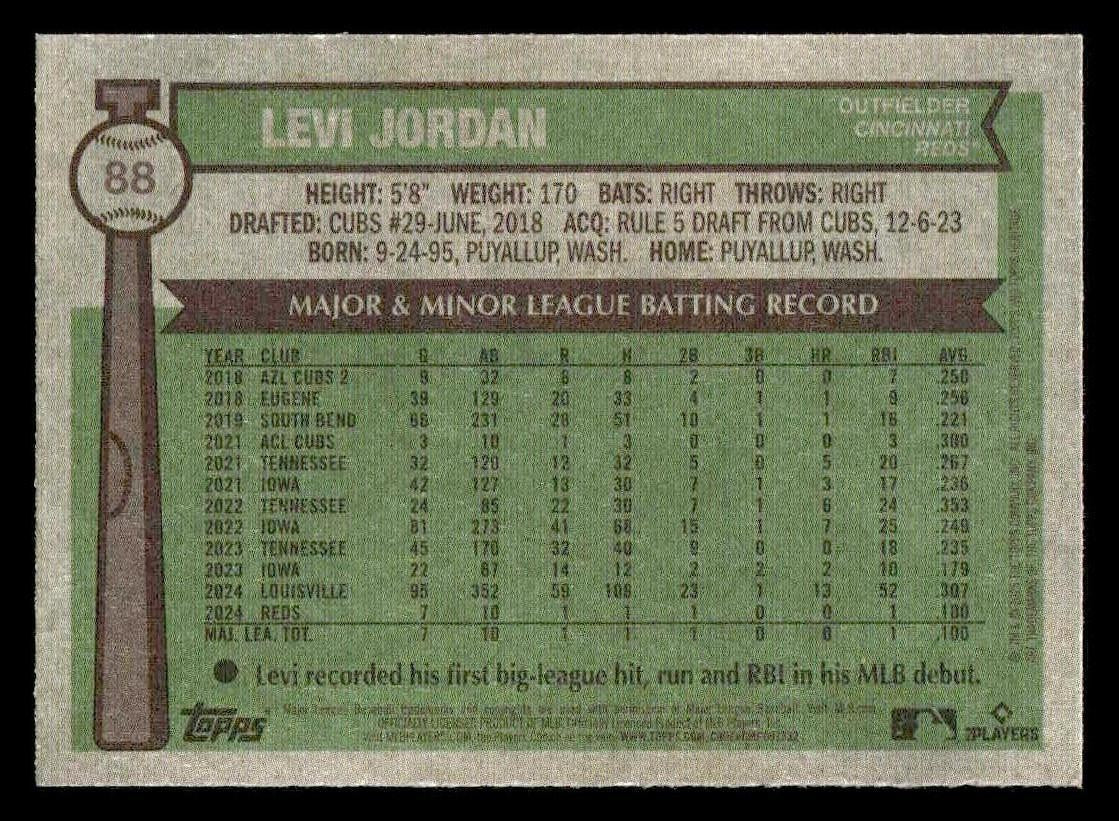 LEVI JORDAN
OUTFIELDER
CINCINNATI
REDS
88
HEIGHT: 5'8" WEIGHT: 170 BATS: RIGHT THROWS: RIGHT
DRAFTED: CUBS #29-JUNE, 2018 ACQ: RULE 5 DRAFT FROM CUBS, 12-6-23
BORN: 9-24-95, PUYALLUP, WASH. HOME: PUYALLUP, WASH.
MAJOR & MINOR LEAGUE BATTING RECORD
YEAR CLUB G AB R H 2B 3B HR RBI AVG
2018 AZL CUBS 2 9 32 6 8 2 0 0 7 .250
2018 EUGENE 39 129 20 33 4 1 1 9 .256
2019 SOUTH BEND 66 231 28 51 10 1 1 16 .221
2021 ACL CUBS 3 10 1 3 0 0 0 3 .300
2021 TENNESSEE 32 120 12 32 5 0 5 20 .267
2021 IOWA 42 127 13 30 7 1 3 17 .236
2022 TENNESSEE 24 85 22 30 7 1 6 24 .353
2022 IOWA 81 273 41 68 15 1 7 25 .249
2023 TENNESSEE 45 170 32 40 9 0 0 18 .235
2023 IOWA 22 67 14 12 2 2 2 10 .179
2024 LOUISVILLE 95 352 59 108 23 1 13 52 .307
2024 REDS 7 10 1 1 1 0 0 1 .100
MAJ. LEA. TOT. 7 10 1 1 1 0 0 1 .100
Levi recorded his first big-league hit, run and RBI in his MLB debut.
Topps
PLAYERS